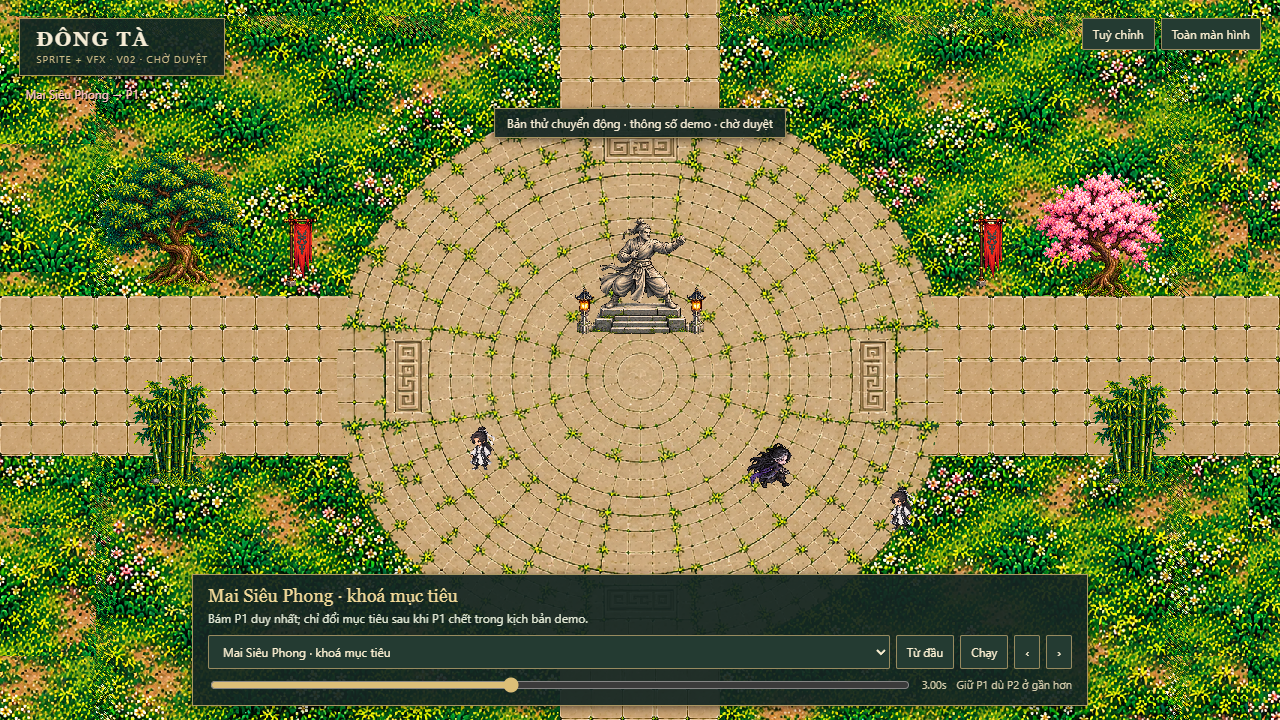 ĐÔNG TÀ
SPRITE + VFX · V02 · CHỜ DUYỆT
Mai Siêu Phong → P1
Tuỳ chỉnh
Toàn màn hình
Bản thử chuyển động · thông số demo · chờ duyệt
Mai Siêu Phong · khoá mục tiêu
Bám P1 duy nhất; chỉ đổi mục tiêu sau khi P1 chết trong kịch bản demo.
Mai Siêu Phong · khoá mục tiêu
Từ đầu
Chạy
‹
›
3.00s
Giữ P1 dù P2 ở gần hơn